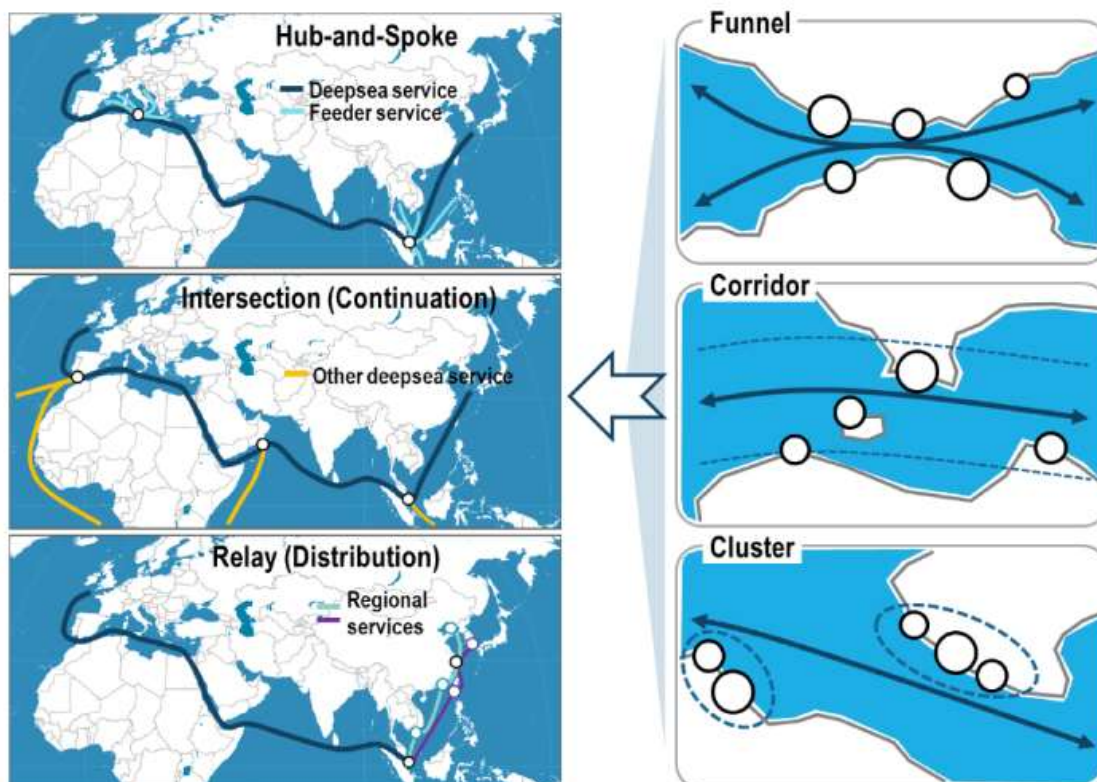 Hub-and-Spoke
Deepsea service
Feeder service
Intersection (Continuation)
Other deepsea service
Relay (Distribution)
Regional
services
Funnel
Corridor
Cluster